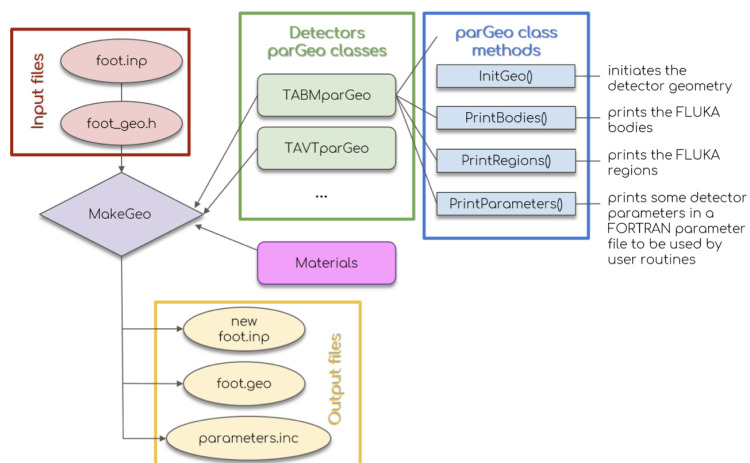 Input files
foot.inp
foot_geo.h
MakeGeo
Detectors
parGeo classes
TABMparGeo
TAVTparGeo
...
Materials
parGeo class
methods
InitGeo()
initiates the
detector geometry
PrintBodies()
prints the FLUKA
bodies
PrintRegions()
prints the FLUKA
regions
PrintParameters()
prints some detector
parameters in a
FORTRAN parameter
file to be used by
user routines
new
foot.inp
foot.geo
parameters.inc
Output files